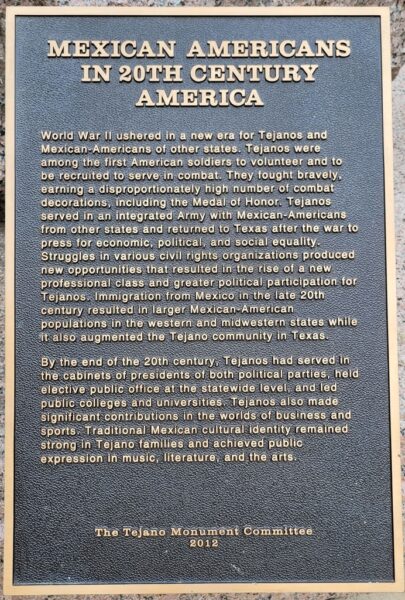 MEXICAN AMERICANS
IN 20TH CENTURY
AMERICA
World War II ushered in a new era for Tejanos and
Mexican-Americans of other states. Tejanos were
among the first American soldiers to volunteer and to
be recruited to serve in combat. They fought bravely,
earning a disproportionately high number of combat
decorations, including the Medal of Honor. Tejanos
served in an integrated Army with Mexican-Americans
from other states and returned to Texas after the war to
press for economic, political, and social equality.
Struggles in various civil rights organizations produced
new opportunities that resulted in the rise of a new
professional class and greater political participation for
Tejanos. Immigration from Mexico in the late 20th
century resulted in larger Mexican-American
populations in the western and midwestern states while
it also augmented the Tejano community in Texas.
By the end of the 20th century, Tejanos had served in
the cabinets of presidents of both political parties, held
elective public office at the statewide level, and led
public colleges and universities. Tejanos also made
significant contributions in the worlds of business and
sports. Traditional Mexican cultural identity remained
strong in Tejano families and achieved public
expression in music, literature, and the arts.
The Tejano Monument Committee
2012